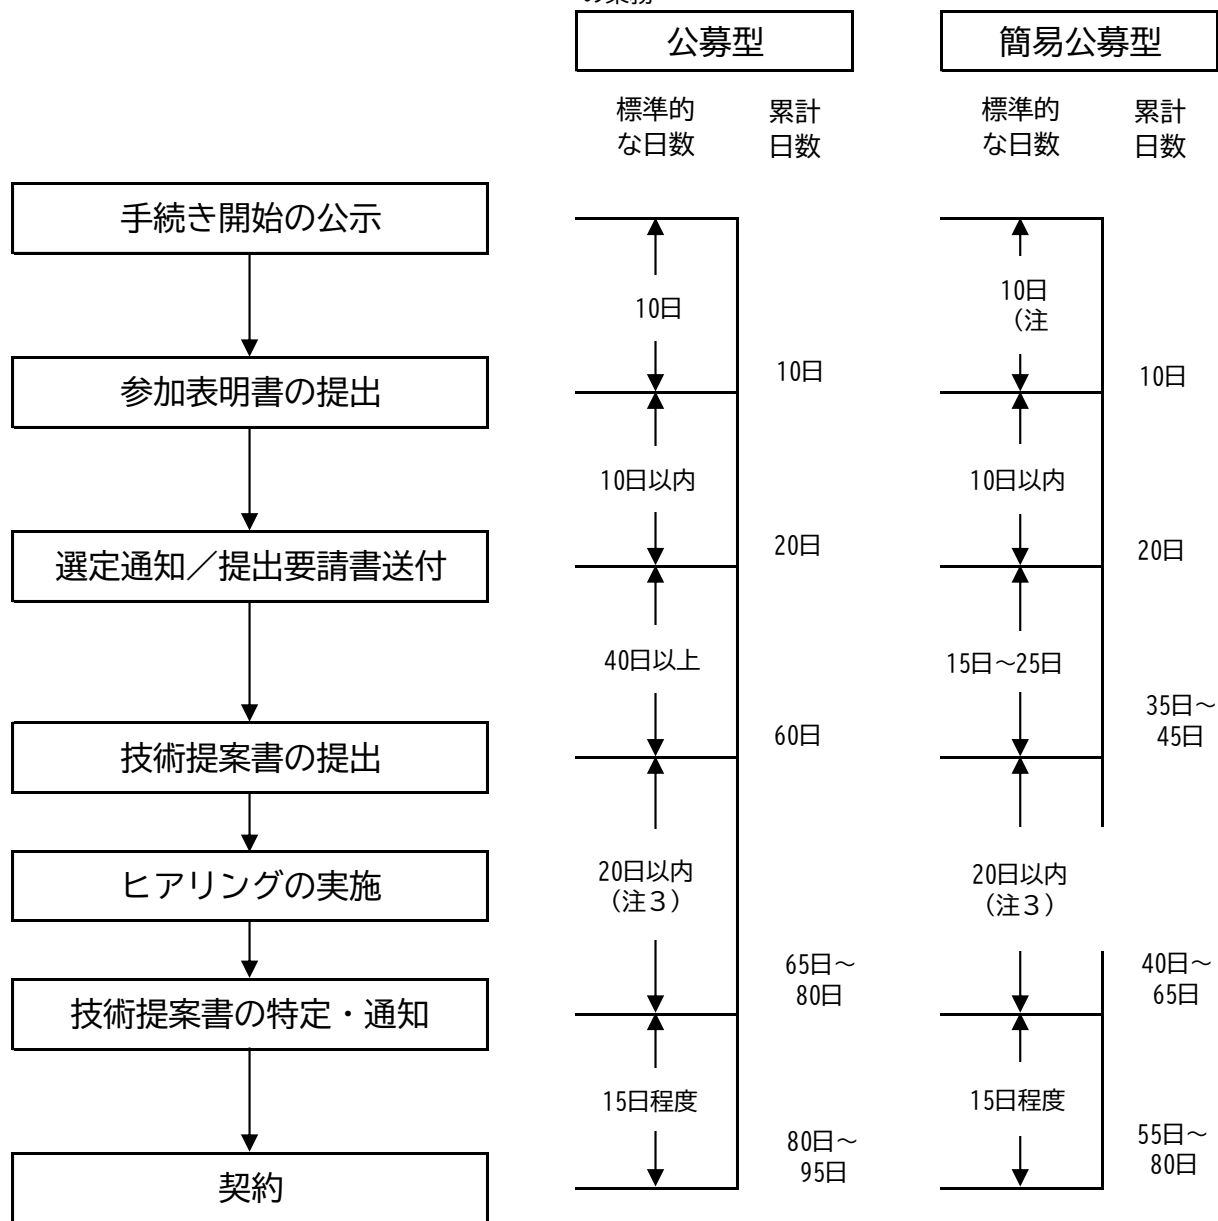 公募型
簡易公募型
標準的
な日数
累計
日数
標準的
な日数
累計
日数
手続き開始の公示
10日
10日
（注
10日
10日
参加表明書の提出
10日以内
10日以内
20日
20日
選定通知／提出要請書送付
40日以上
15日～25日
60日
35日～
45日
技術提案書の提出
20日以内
（注３）
20日以内
（注３）
ヒアリングの実施
65日～
80日
40日～
65日
技術提案書の特定・通知
15日程度
15日程度
80日～
95日
55日～
80日
契約